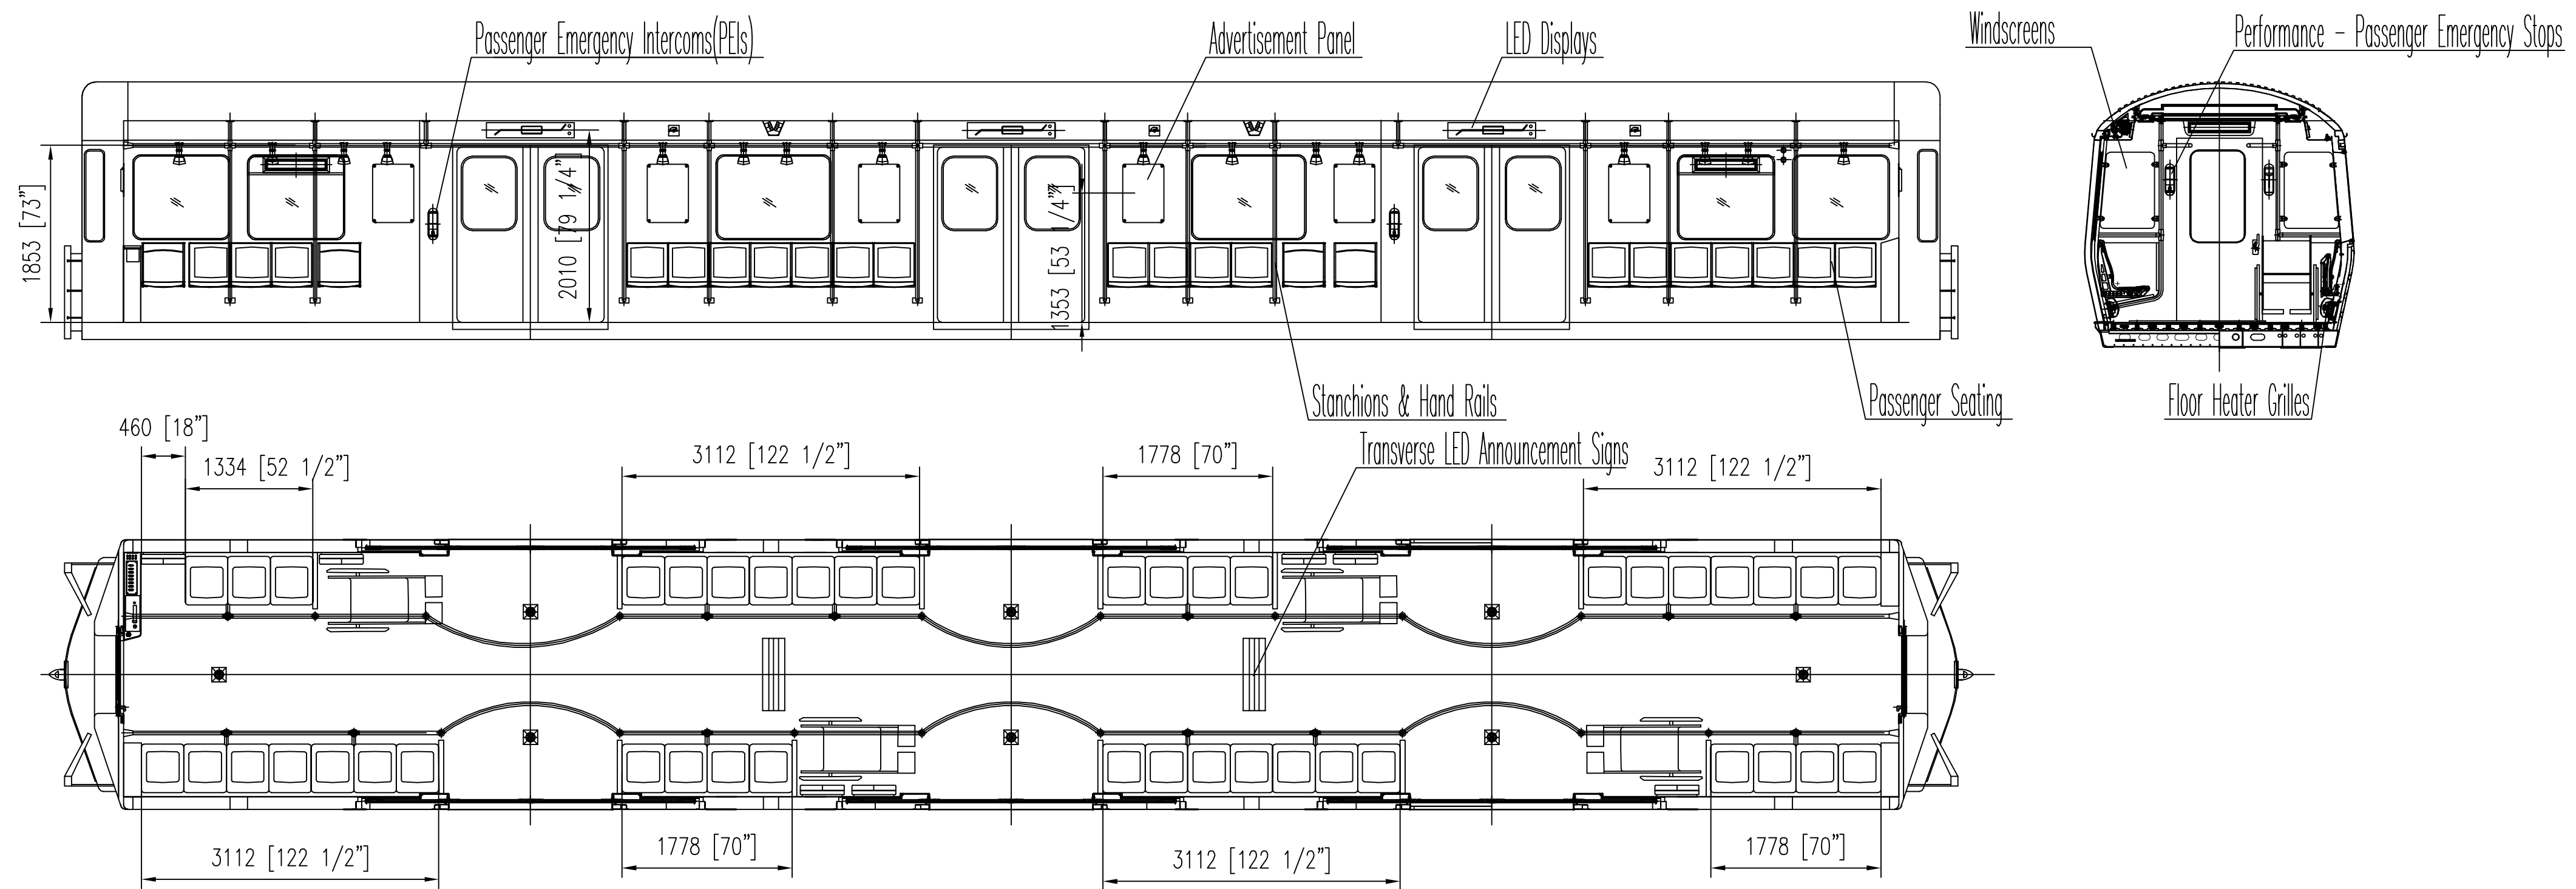 Passenger Emergency Intercoms(PEIs)
Advertisement Panel
LED Displays
Windscreens
Performance - Passenger Emergency Stops
1853 [73"]
2010 [79 1/4"]
1353 [53 1/4"]
Stanchions & Hand Rails
Passenger Seating
Floor Heater Grilles
460 [18"]
1334 [52 1/2"]
3112 [122 1/2"]
1778 [70"]
Transverse LED Announcement Signs
3112 [122 1/2"]
3112 [122 1/2"]
1778 [70"]
3112 [122 1/2"]
1778 [70"]